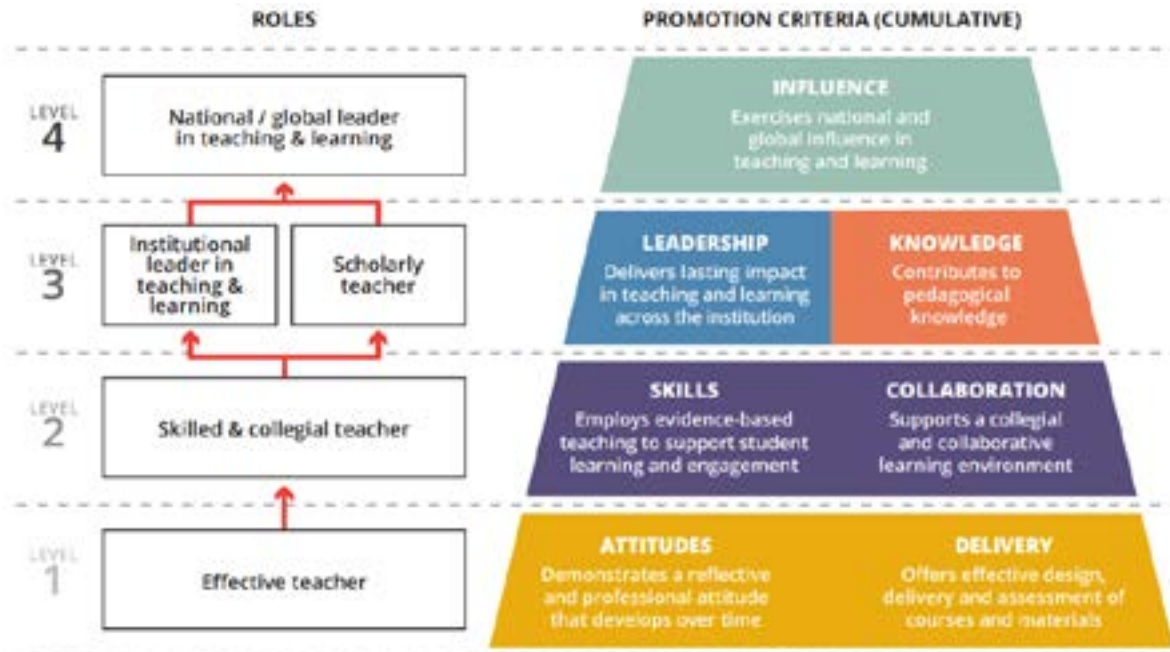 ROLES
PROMOTION CRITERIA (CUMULATIVE)
LEVEL
4
National / global leader
in teaching & learning
INFLUENCE
Exercises national and
global influence in
teaching and learning
LEVEL
3
Institutional
leader in
teaching &
learning
Scholarly
teacher
LEADERSHIP
Delivers lasting impact
in teaching and learning
across the institution
KNOWLEDGE
Contributes to
pedagogical
knowledge
LEVEL
2
Skilled & collegial teacher
SKILLS
Employs evidence-based
teaching to support student
learning and engagement
COLLABORATION
Supports a collegial
and collaborative
learning environment
LEVEL
1
Effective teacher
ATTITUDES
Demonstrates a reflective
and professional attitude
that develops over time
DELIVERY
Offers effective design,
delivery and assessment of
courses and materials